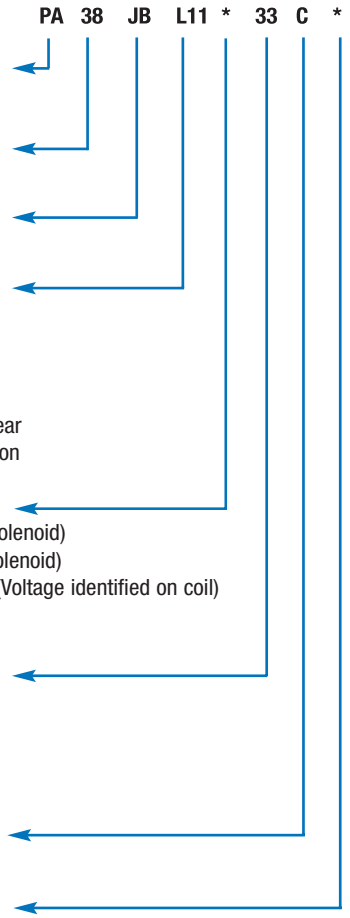 PA 38 JB L11 * 33 C *
ear
on
olenoid)
olenoid)
(Voltage identified on coil)